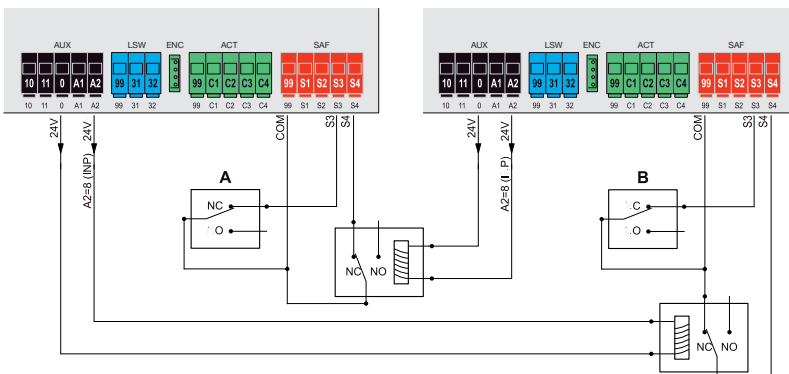 AUX LSW ENC ACT SAF
10 11 0 A1 A2 99 31 32 99 C1 C2 C3 C4 99 S1 S2 S3 S4
10 11 0 A1 A2 99 31 32 99 C1 C2 C3 C4 99 S1 S2 S3 S4
24V
24V
A2=8 (INP)
COM
S3
S4
A
NC
NC NO
AUX LSW ENC ACT SAF
10 11 0 A1 A2 99 31 32 99 C1 C2 C3 C4 99 S1 S2 S3 S4
10 11 0 A1 A2 99 31 32 99 C1 C2 C3 C4 99 S1 S2 S3 S4
24V
24V
COM
S3
S4
B
NC NO